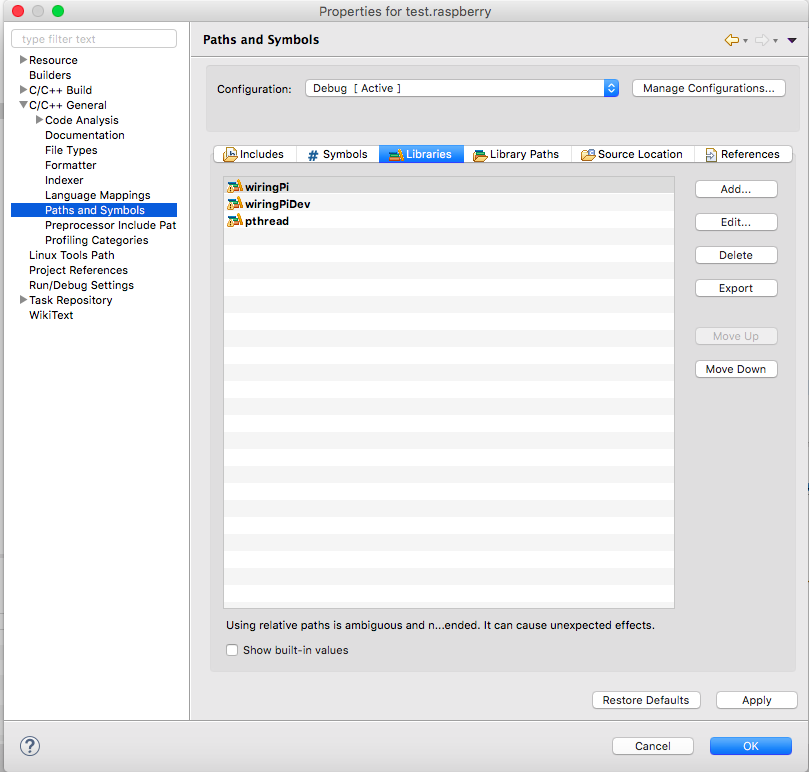 Properties for test.raspberry
type filter text
Resource
Builders
C/C++ Build
C/C++ General
Code Analysis
Documentation
File Types
Formatter
Indexer
Language Mappings
Paths and Symbols
Preprocessor Include Pat
Profiling Categories
Linux Tools Path
Project References
Run/Debug Settings
Task Repository
WikiText
Paths and Symbols
Configuration: Debug [ Active ] Manage Configurations...
Includes # Symbols Libraries Library Paths Source Location References
wiringPi
wiringPiDev
pthread
Add...
Edit...
Delete
Export
Move Up
Move Down
Using relative paths is ambiguous and n...ended. It can cause unexpected effects.
Show built-in values
Restore Defaults Apply
? Cancel OK